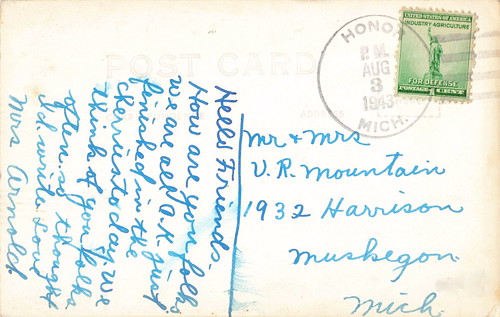 POST CARD
HONOR
P.M.
AUG
3
1943
MICH.
UNITED STATES OF AMERICA
INDUSTRY AGRICULTURE
FOR DEFENSE
POSTAGE 1¢
ADDRESS
Hello Friends.
How are you folks
we are all O.K. just
finished in the
cherries today. we
think of you folks
often, so thought
I'd write. Love
Mrs Arnold.
Mr + Mrs
V. R. Mountain
1932 Harrison
Muskegon
Mich.